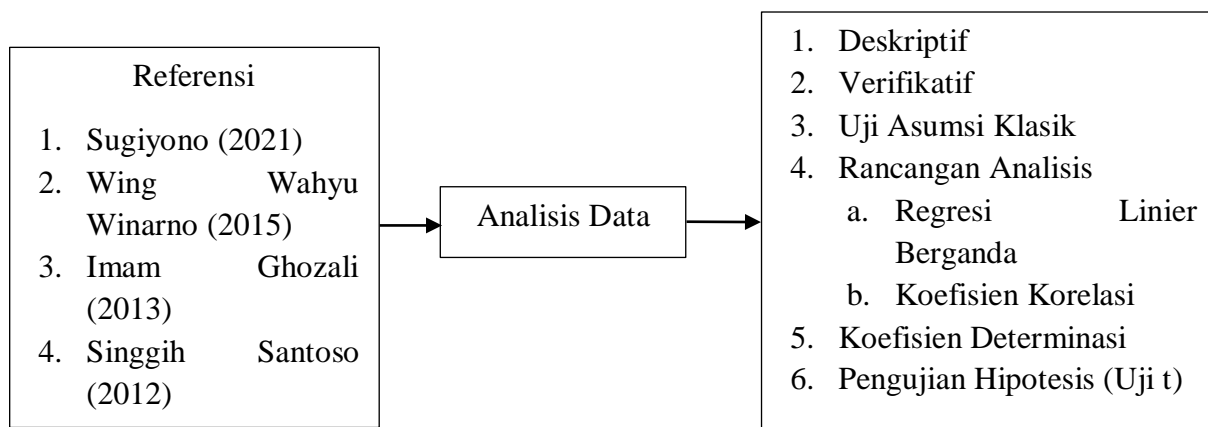 Referensi
1. Sugiyono (2021)
2. Wing Wahyu
Winarno (2015)
3. Imam Ghozali
(2013)
4. Singgih Santoso
(2012)
Analisis Data
1. Deskriptif
2. Verifikatif
3. Uji Asumsi Klasik
4. Rancangan Analisis
a. Regresi Linier
Berganda
b. Koefisien Korelasi
5. Koefisien Determinasi
6. Pengujian Hipotesis (Uji t)